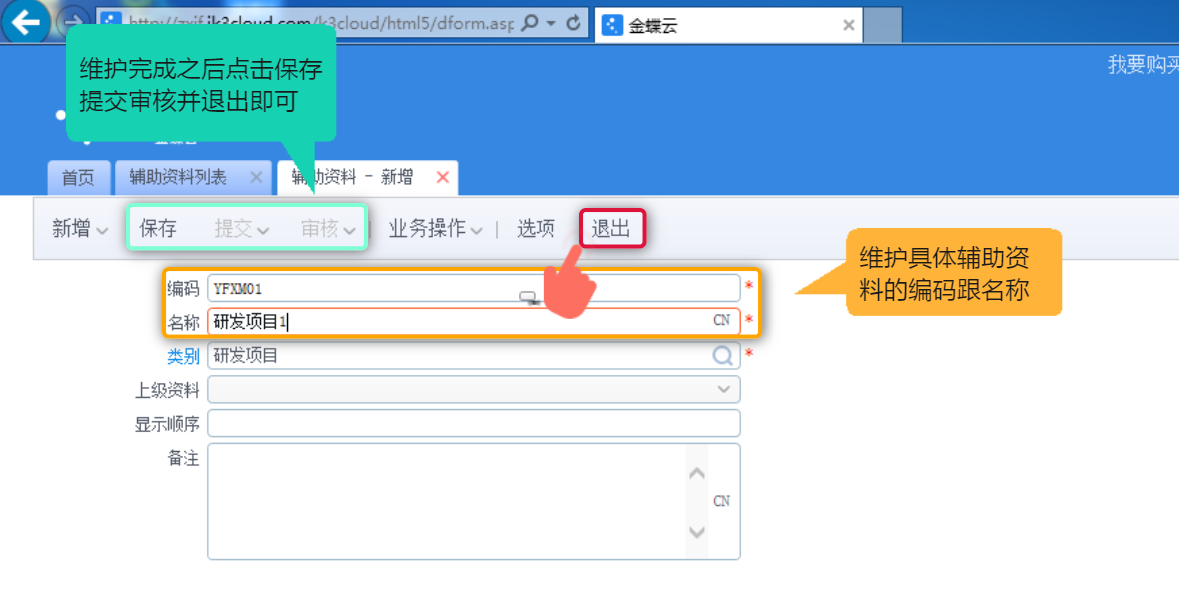 http://zxjf.ik3cloud.com/k3cloud/html5/dform.asp
金蝶云
我要购买
维护完成之后点击保存
提交审核并退出即可
首页
辅助资料列表
辅助资料 - 新增
新增
保存
提交
审核
业务操作
选项
退出
维护具体辅助资
料的编码跟名称
编码 YFXM01 *
名称 研发项目1 CN *
类别 研发项目 *
上级资料
显示顺序
备注
CN